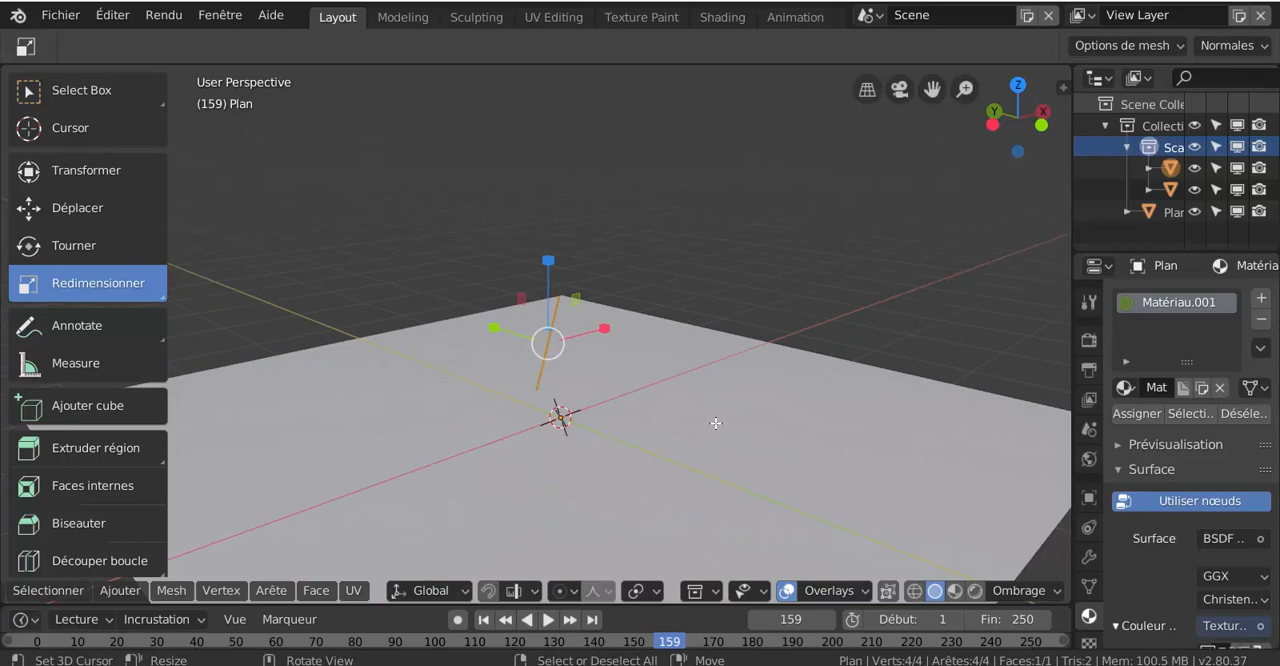 Fichier Éditer Rendu Fenêtre Aide Layout Modeling Sculpting UV Editing Texture Paint Shading Animation Scene View Layer
Options de mesh Normales
Select Box
Cursor
Transformer
Déplacer
Tourner
Redimensionner
Annotate
Measure
Ajouter cube
Extruder région
Faces internes
Biseauter
Découper boucle
User Perspective
(159) Plan
Z
Y
X
Scene Colle
Collecti
Sca
Plan
Plan Matéria
Matériau.001
Mat
Assigner Sélecti.. Déséle..
Prévisualisation
Surface
Utiliser nœuds
Surface BSDF ..
GGX
Christen..
Couleur Textur..
Sélectionner Ajouter Mesh Vertex Arête Face UV Global Overlays Ombrage
Lecture Incrustation Vue Marqueur 159 Début: 1 Fin: 250
0 10 20 30 40 50 60 70 80 90 100 110 120 130 140 150 159 170 180 190 200 210 220 230 240 250
Set 3D Cursor Resize Rotate View Select or Deselect All Move Plan | Verts:4/4 | Arêtes:4/4 | Faces:1/1 | Tris:2 | Mem: 100.5 MB | v2.80.37